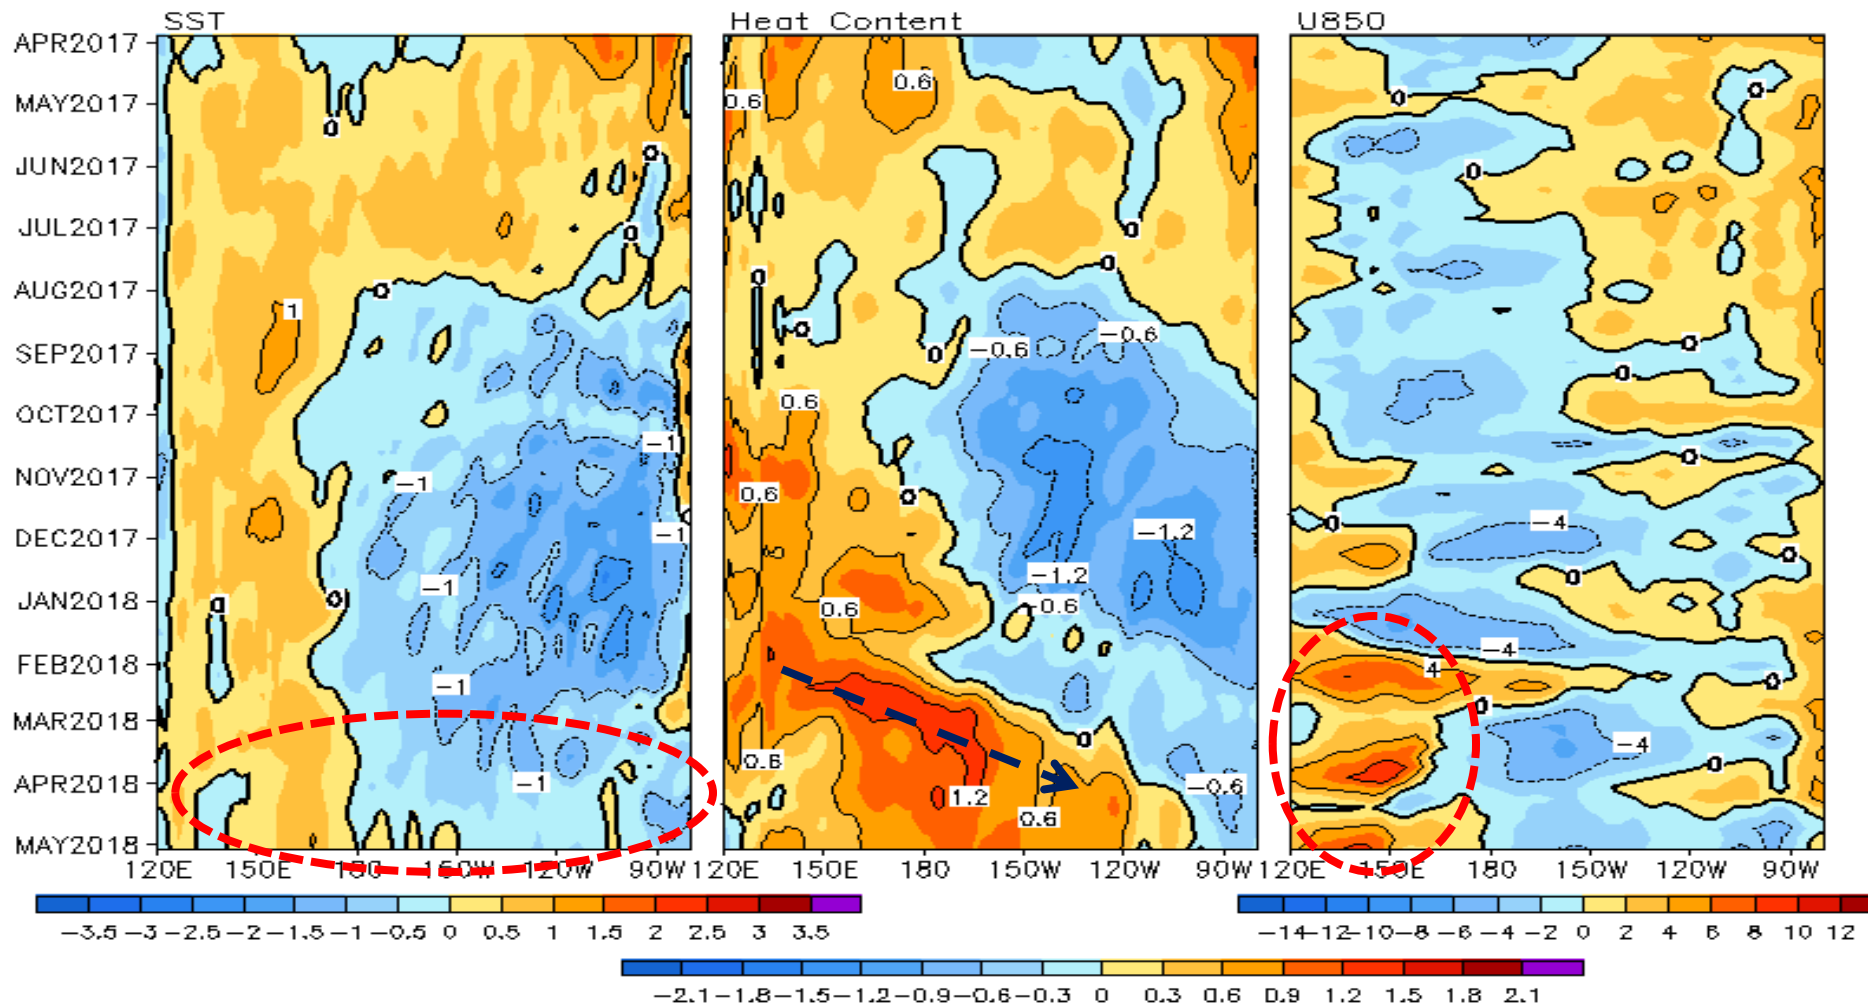 SST
Heat Content
U850
APR2017
MAY2017
JUN2017
JUL2017
AUG2017
SEP2017
OCT2017
NOV2017
DEC2017
JAN2018
FEB2018
MAR2018
APR2018
MAY2018
0
0
0
0
1
-1
-1
-1
0
0
-1
-1
0.6
0.6
0
0
0
-0.6
-0.6
0
0.6
0.6
0
-1.2
-1.2
-0.6
0.6
0
0.6
1.2
0.6
-0.6
0
0
0
0
0
0
0
-4
0
0
-4
4
0
0
-4
0
120E 150E 180 150W 120W 90W
120E 150E 180 150W 120W 90W
120E 150E 180 150W 120W 90W
-3.5 -3 -2.5 -2 -1.5 -1 -0.5 0 0.5 1 1.5 2 2.5 3 3.5
-14 -12 -10 -8 -6 -4 -2 0 2 4 6 8 10 12
-2.1 -1.8 -1.5 -1.2 -0.9 -0.6 -0.3 0 0.3 0.6 0.9 1.2 1.5 1.8 2.1